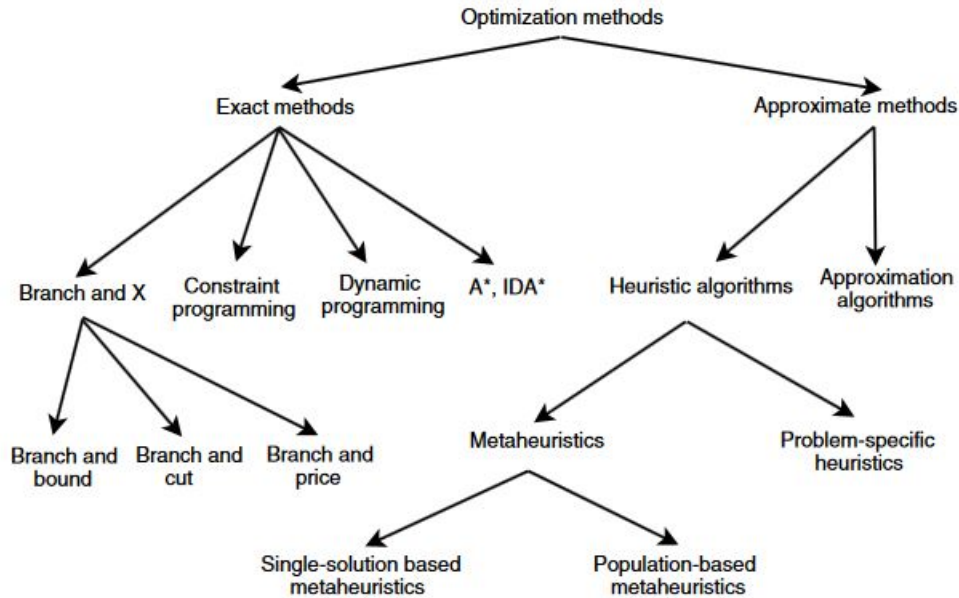 Optimization methods
Exact methods
Approximate methods
Branch and X
Constraint
programming
Dynamic
programming
A*, IDA*
Heuristic algorithms
Approximation
algorithms
Branch and
bound
Branch and
cut
Branch and
price
Metaheuristics
Problem-specific
heuristics
Single-solution based
metaheuristics
Population-based
metaheuristics